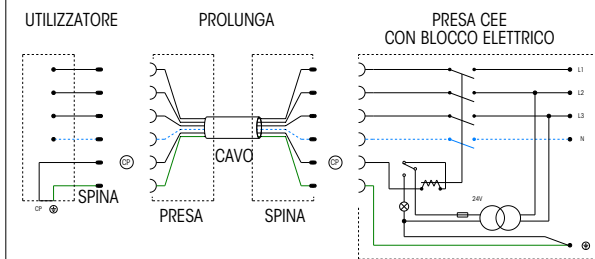 UTILIZZATORE
PROLUNGA
PRESA CEE
CON BLOCCO ELETTRICO
L1
L2
L3
N
CP
CP
CAVO
SPINA
24V
CP
PRESA
SPINA